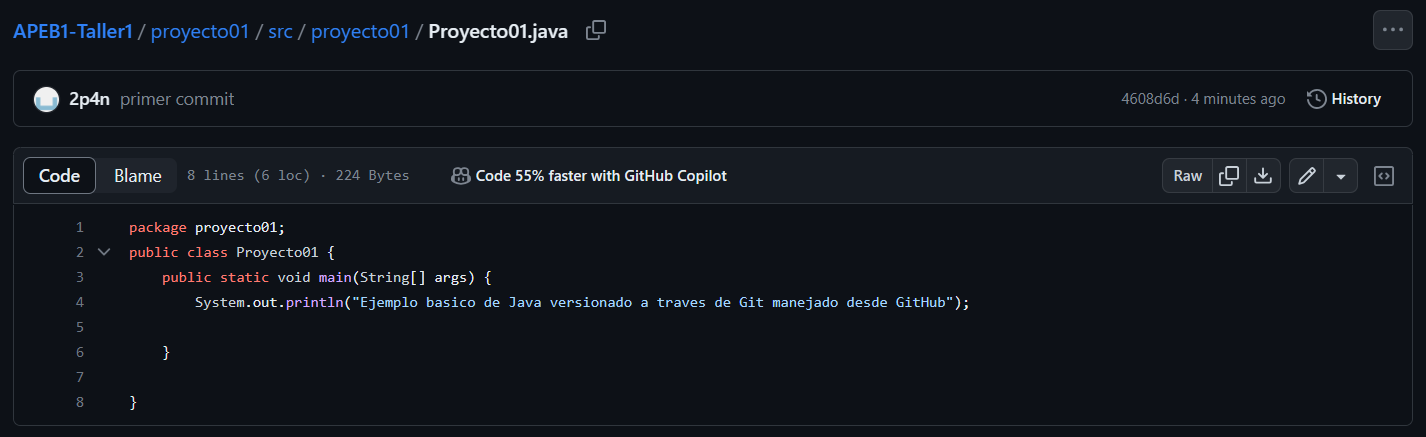 APEB1-Taller1 / proyecto01 / src / proyecto01 / Proyecto01.java
2p4n primer commit 4608d6d · 4 minutes ago History
Code Blame 8 lines (6 loc) · 224 Bytes Code 55% faster with GitHub Copilot Raw
1 package proyecto01;
2 public class Proyecto01 {
3 public static void main(String[] args) {
4 System.out.println("Ejemplo basico de Java versionado a traves de Git manejado desde GitHub");
5
6 }
7
8 }